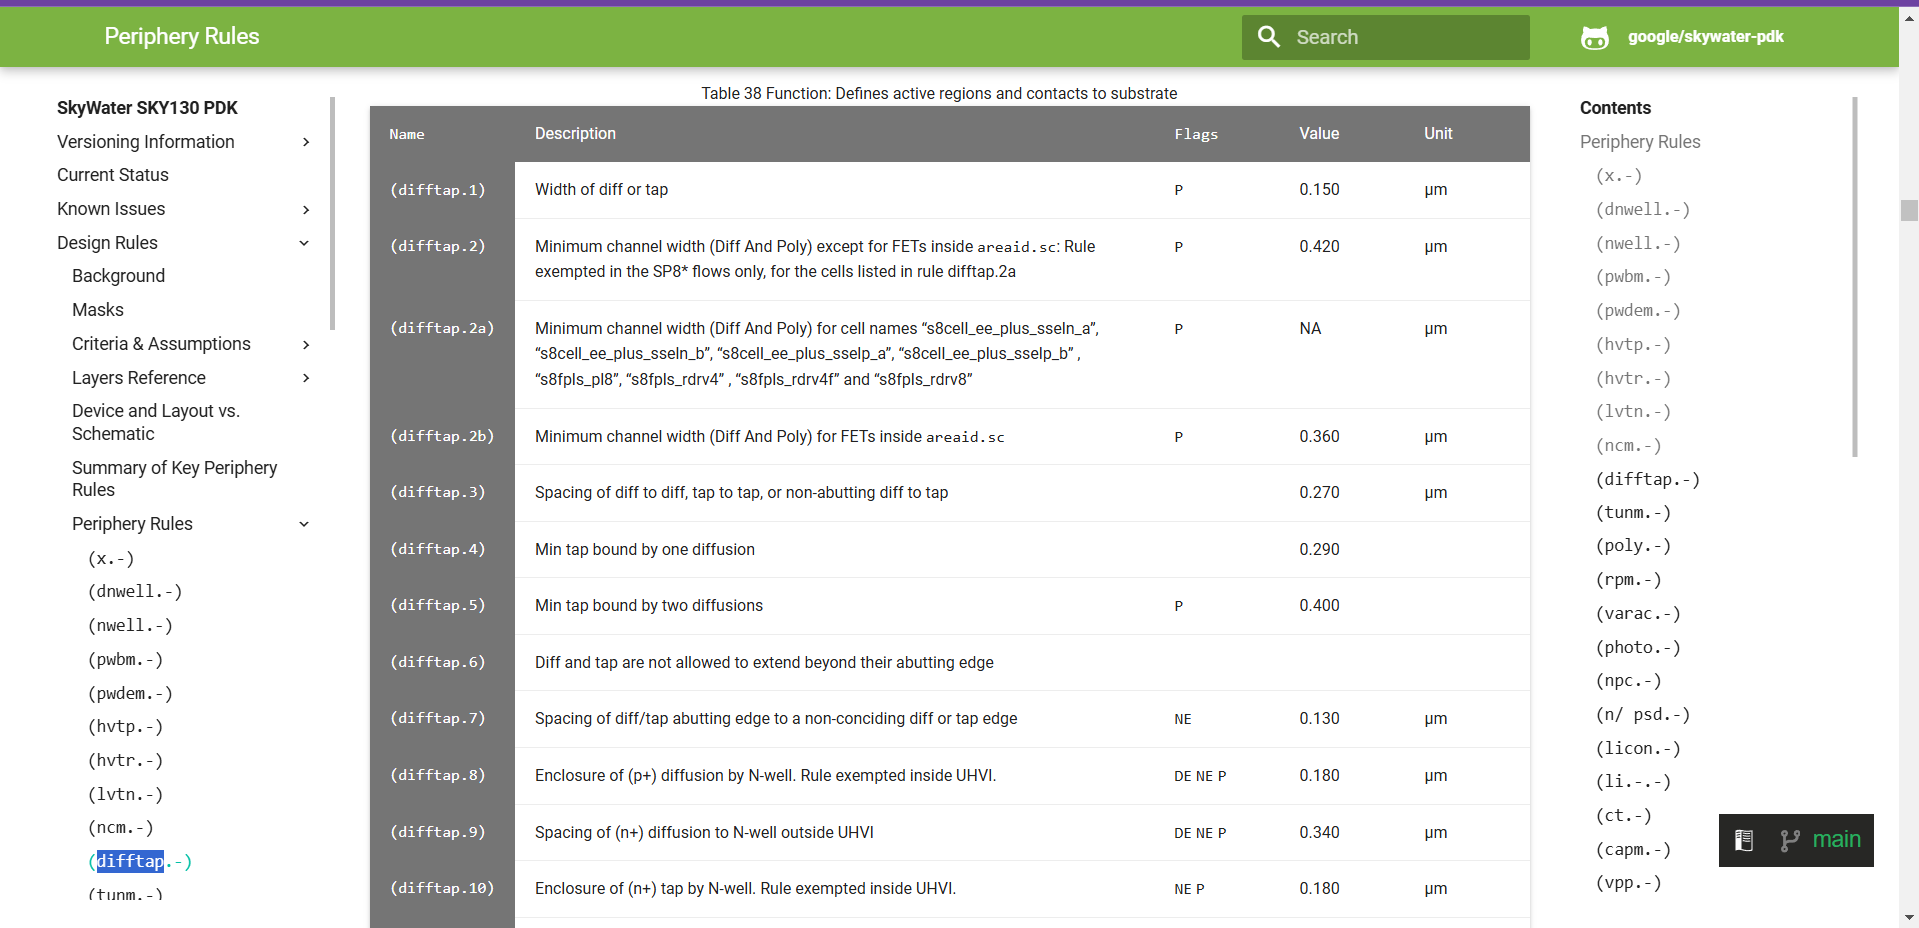 Periphery Rules
Search
google/skywater-pdk
SkyWater SKY130 PDK
Versioning Information
Current Status
Known Issues
Design Rules
Background
Masks
Criteria & Assumptions
Layers Reference
Device and Layout vs.
Schematic
Summary of Key Periphery
Rules
Periphery Rules
(x.-)
(dnwell.-)
(nwell.-)
(pwbm.-)
(pwdem.-)
(hvtp.-)
(hvtr.-)
(lvtn.-)
(ncm.-)
(difftap.-)
(tunm.-)
Table 38 Function: Defines active regions and contacts to substrate
Name Description Flags Value Unit
(difftap.1) Width of diff or tap P 0.150 µm
(difftap.2) Minimum channel width (Diff And Poly) except for FETs inside areaid.sc: Rule P 0.420 µm
exempted in the SP8* flows only, for the cells listed in rule difftap.2a
(difftap.2a) Minimum channel width (Diff And Poly) for cell names “s8cell_ee_plus_sseln_a”, P NA µm
“s8cell_ee_plus_sseln_b”, “s8cell_ee_plus_sselp_a”, “s8cell_ee_plus_sselp_b” ,
“s8fpls_pl8”, “s8fpls_rdrv4” , “s8fpls_rdrv4f” and “s8fpls_rdrv8”
(difftap.2b) Minimum channel width (Diff And Poly) for FETs inside areaid.sc P 0.360 µm
(difftap.3) Spacing of diff to diff, tap to tap, or non-abutting diff to tap 0.270 µm
(difftap.4) Min tap bound by one diffusion 0.290
(difftap.5) Min tap bound by two diffusions P 0.400
(difftap.6) Diff and tap are not allowed to extend beyond their abutting edge
(difftap.7) Spacing of diff/tap abutting edge to a non-conciding diff or tap edge NE 0.130 µm
(difftap.8) Enclosure of (p+) diffusion by N-well. Rule exempted inside UHVI. DE NE P 0.180 µm
(difftap.9) Spacing of (n+) diffusion to N-well outside UHVI DE NE P 0.340 µm
(difftap.10) Enclosure of (n+) tap by N-well. Rule exempted inside UHVI. NE P 0.180 µm
Contents
Periphery Rules
(x.-)
(dnwell.-)
(nwell.-)
(pwbm.-)
(pwdem.-)
(hvtp.-)
(hvtr.-)
(lvtn.-)
(ncm.-)
(difftap.-)
(tunm.-)
(poly.-)
(rpm.-)
(varac.-)
(photo.-)
(npc.-)
(n/ psd.-)
(licon.-)
(li.-.-)
(ct.-)
(capm.-)
(vpp.-)
main